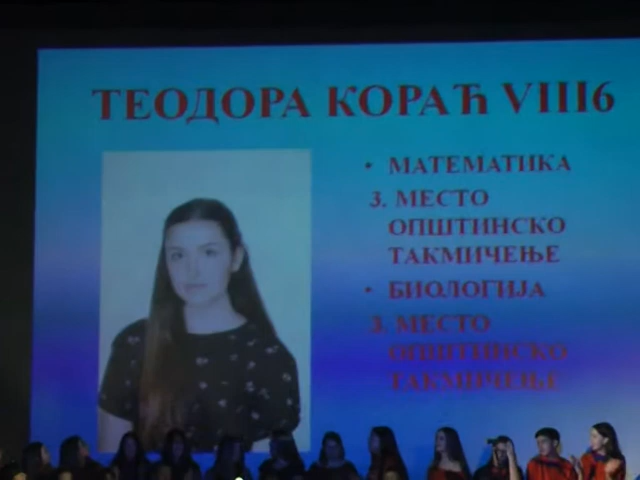 ТЕОДОРА КОРАЋ VIII6
• МАТЕМАТИКА
3. МЕСТО
ОПШТИНСКО
ТАКМИЧЕЊЕ
• БИОЛОГИЈА
3. МЕСТО
ОПШТИНСКО
ТАКМИЧЕЊЕ